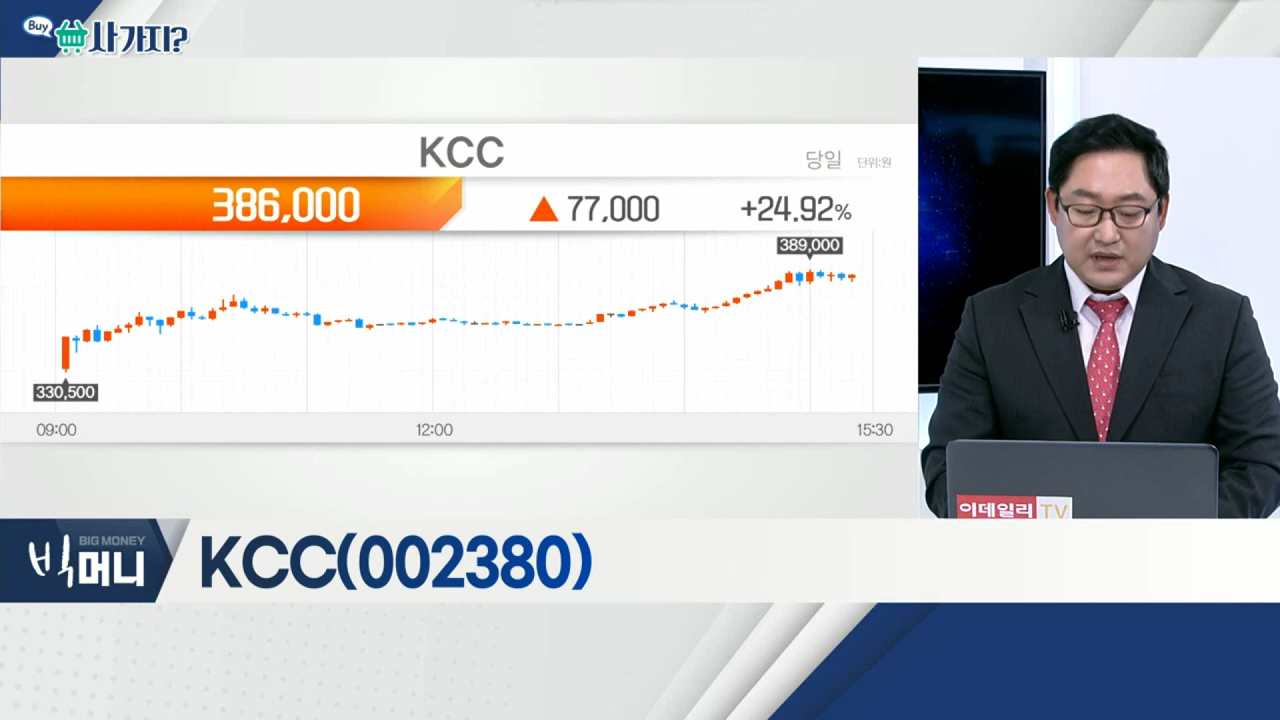 Buy
사가지?
KCC
당일 단위:원
386,000 ▲ 77,000 +24.92%
389,000
330,500
09:00 12:00 15:30
이데일리TV
BIG MONEY
빅머니
KCC(002380)